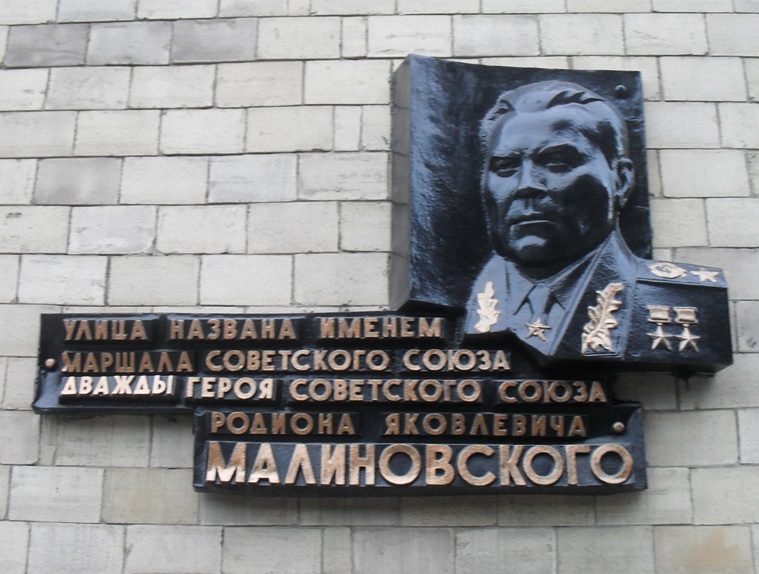 УЛИЦА НАЗВАНА ИМЕНЕМ
МАРШАЛА СОВЕТСКОГО СОЮЗА
ДВАЖДЫ ГЕРОЯ СОВЕТСКОГО СОЮЗА
РОДИОНА ЯКОВЛЕВИЧА
МАЛИНОВСКОГО